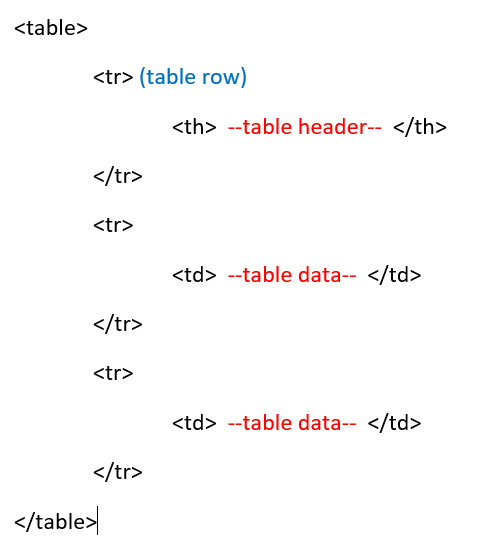 <table>
<tr> (table row)
<th> --table header-- </th>
</tr>
<tr>
<td> --table data-- </td>
</tr>
<tr>
<td> --table data-- </td>
</tr>
</table>